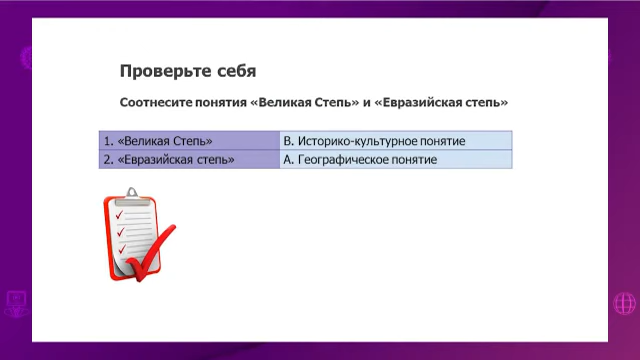 Проверьте себя
Соотнесите понятия «Великая Степь» и «Евразийская степь»
1. «Великая Степь» В. Историко-культурное понятие
2. «Евразийская степь» А. Географическое понятие